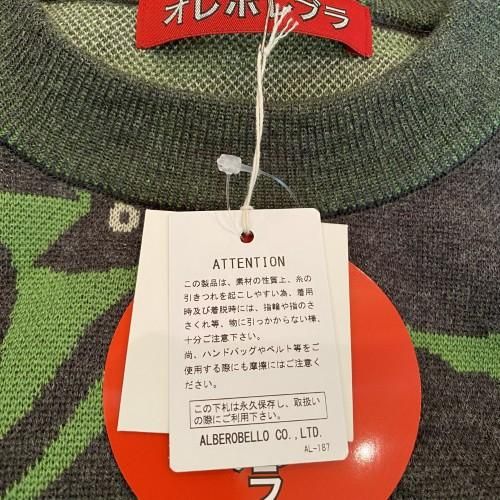 オレホレブラ
ATTENTION
この製品は、素材の性質上、糸の
引きつれを起こしやすい為、着用
時及び着脱時には、指輪や指のさ
さくれ等、物に引っかからない様、
十分ご注意下さい。
尚、ハンドバッグやベルト等をご
使用する際にも摩擦にはご注意く
ださい。
この下札は永久保存し、取扱い
の際にご利用下さい。
ALBEROBELLO CO.,LTD.
AL-187
ラ